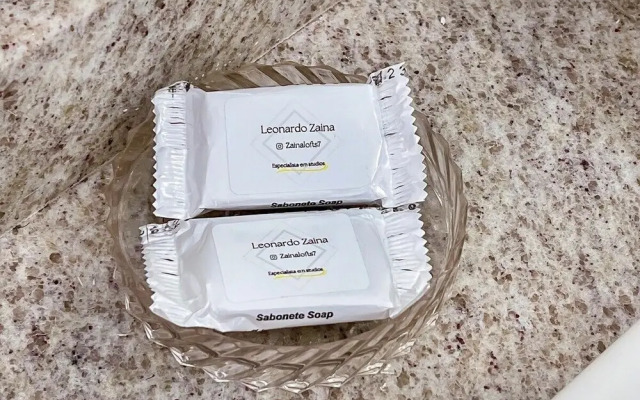 Leonardo Zaina
Zainalofts7
Especialista em studios
Sabonete Soap
Leonardo Zaina
Zainalofts7
Especialista em studios
Sabonete Soap